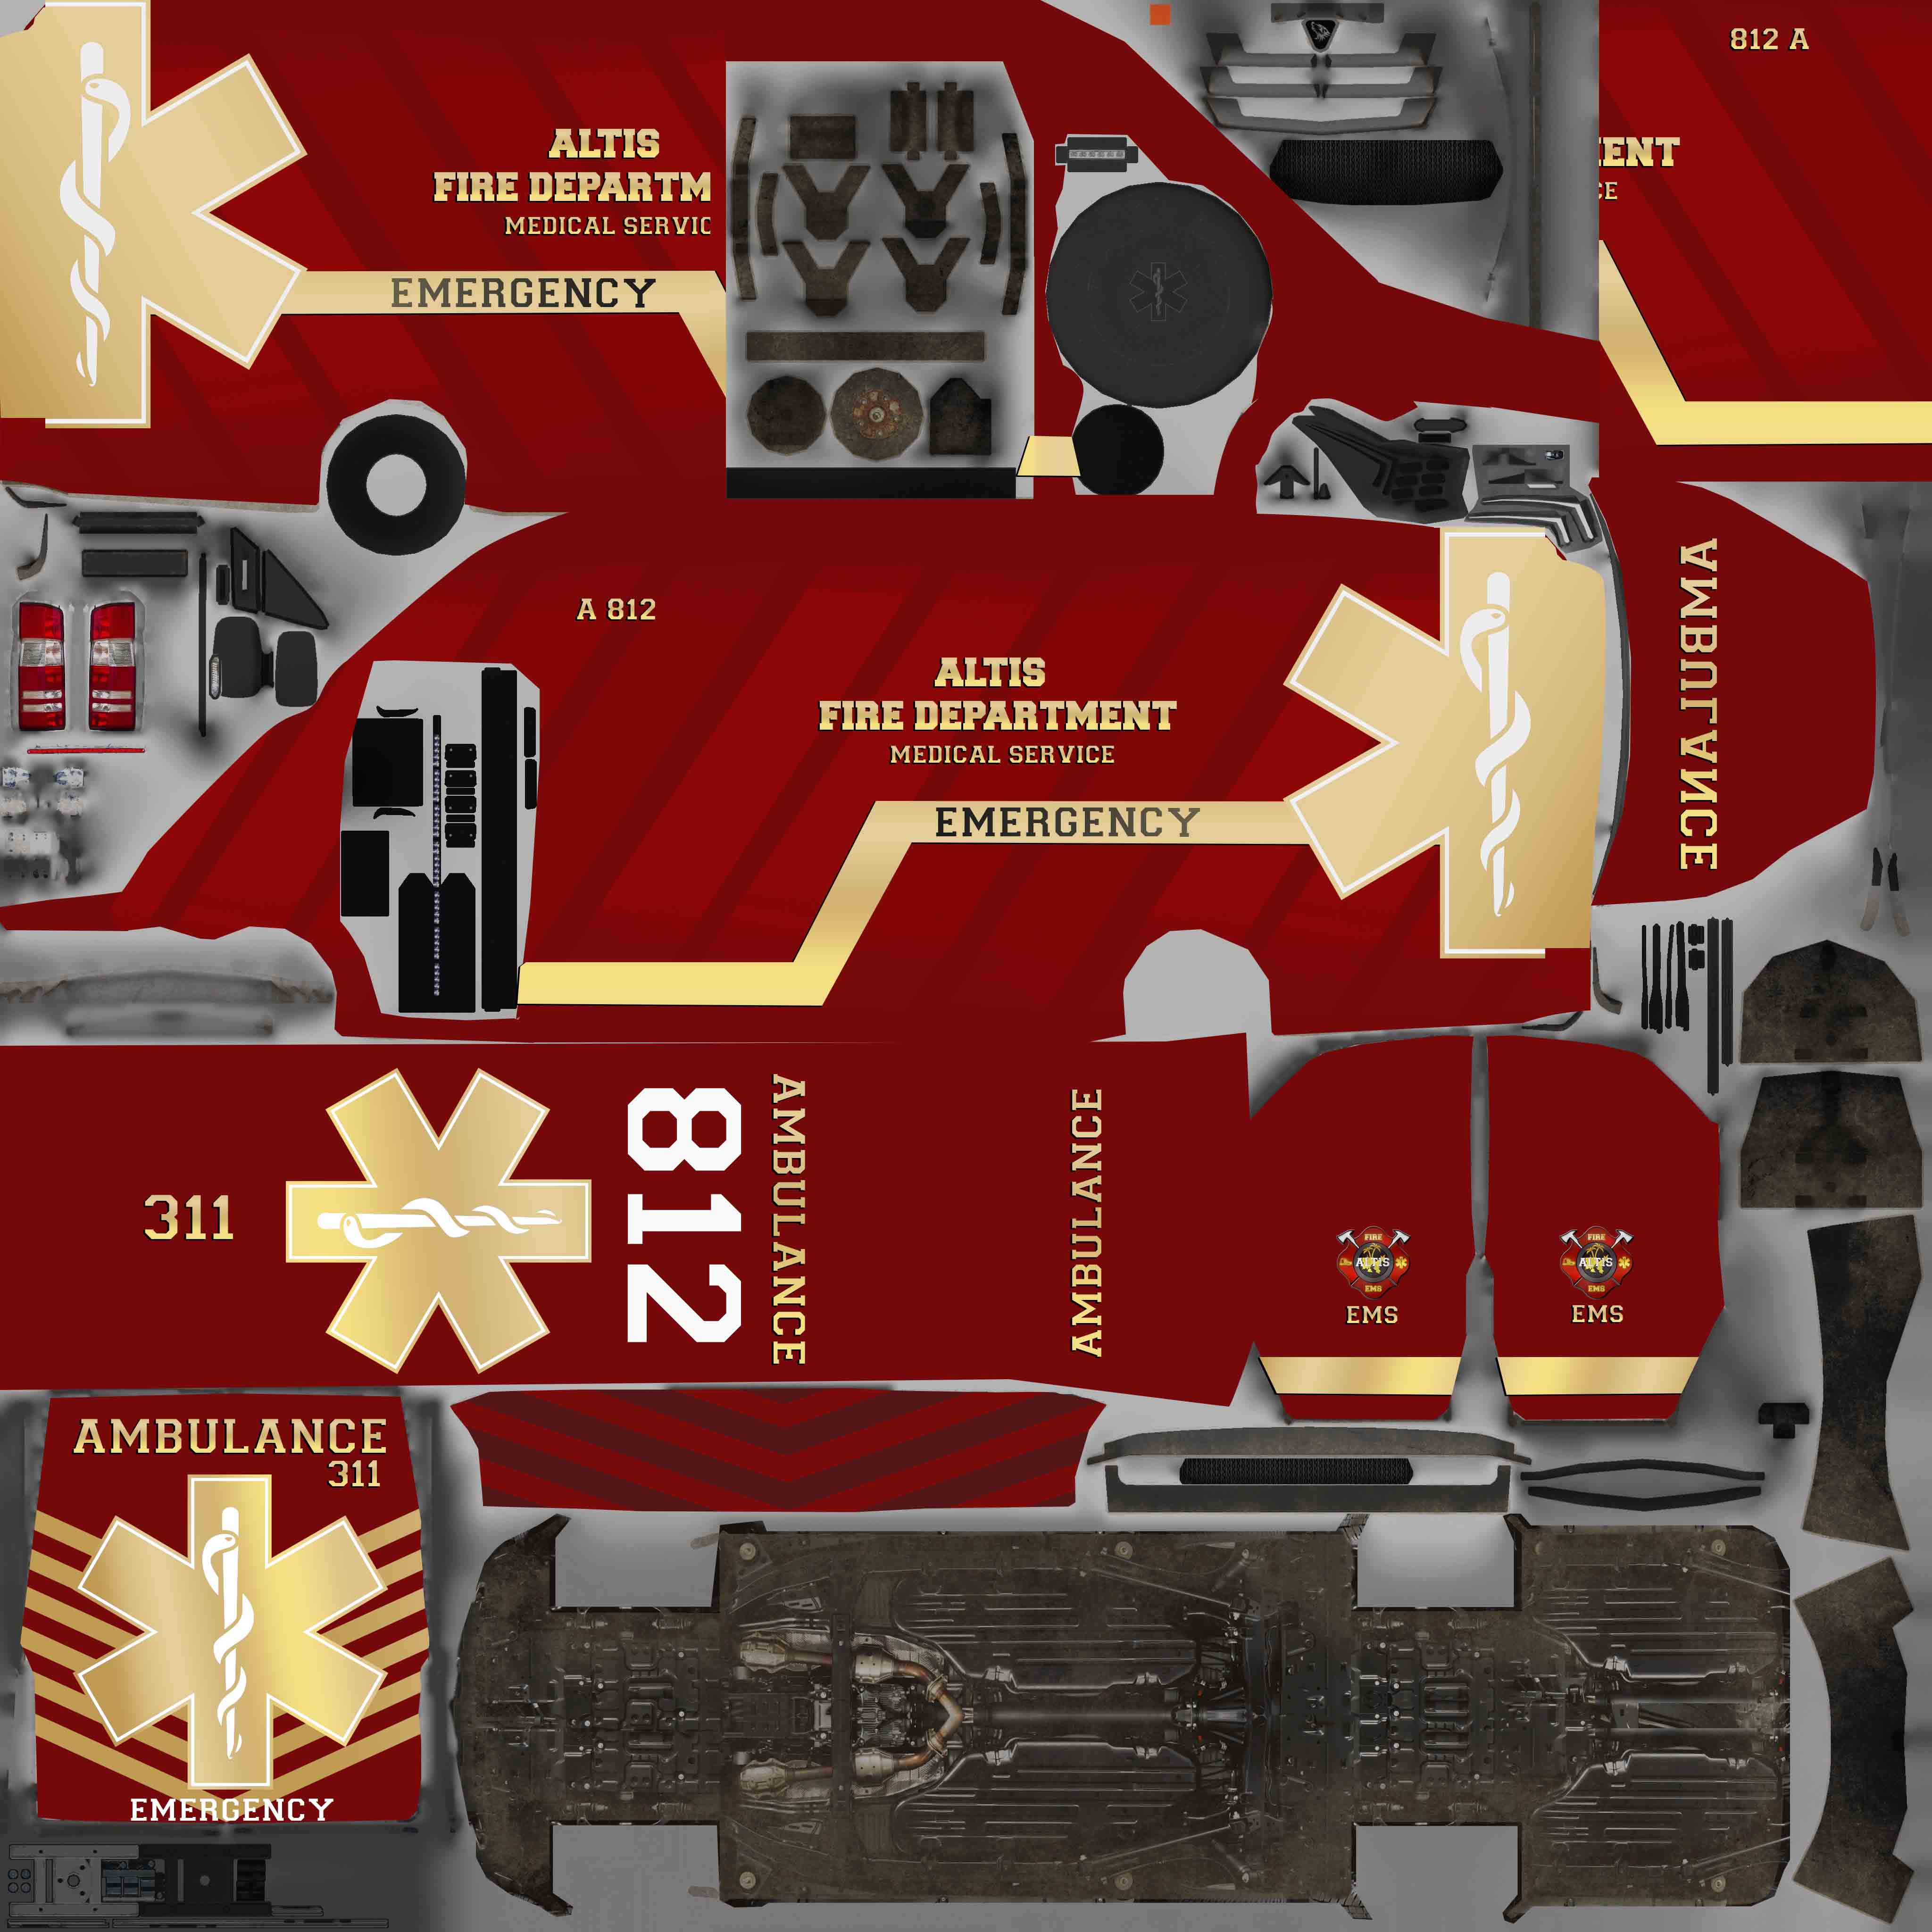 812 A
ALTIS
FIRE DEPARTM
MEDICAL SERVIC
EMERGENCY
ENT
CE
A 812
ALTIS
FIRE DEPARTMENT
MEDICAL SERVICE
EMERGENCY
AMBULANCE
311
812
AMBULANCE
AMBULANCE
FIRE
ALTIS
EMS
EMS
FIRE
ALTIS
EMS
EMS
AMBULANCE
311
EMERGENCY